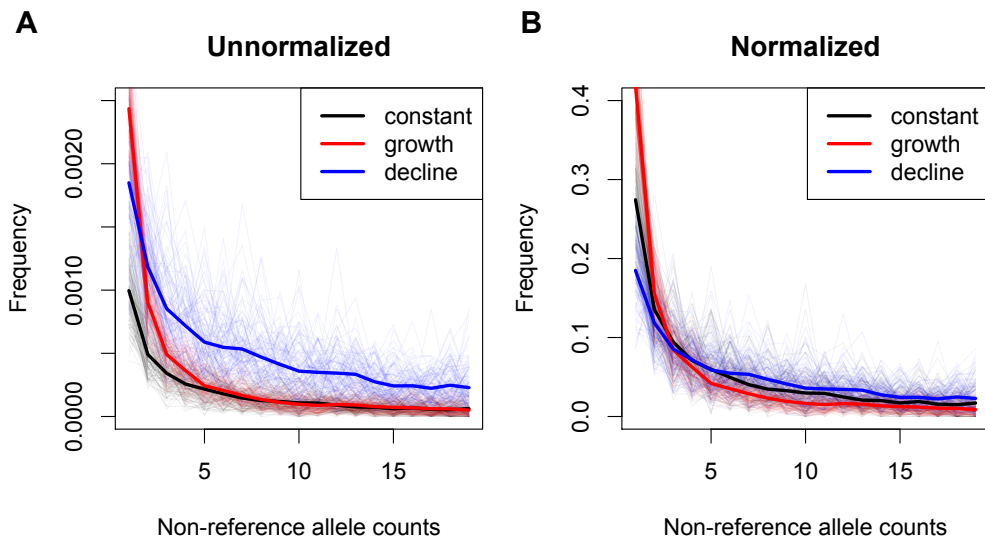 A
Unnormalized
constant
growth
decline
Frequency
0.0000
0.0010
0.0020
5
10
15
Non-reference allele counts
B
Normalized
constant
growth
decline
Frequency
0.0
0.1
0.2
0.3
0.4
5
10
15
Non-reference allele counts